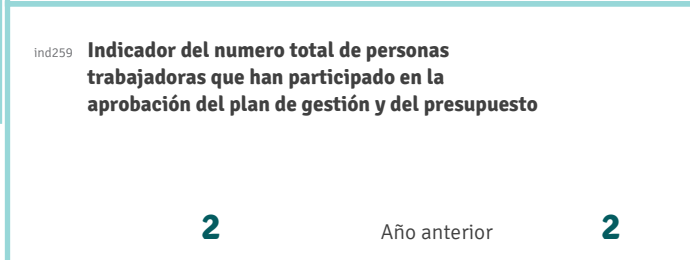 ind259 Indicador del numero total de personas
trabajadoras que han participado en la
aprobación del plan de gestión y del presupuesto
2 Año anterior 2